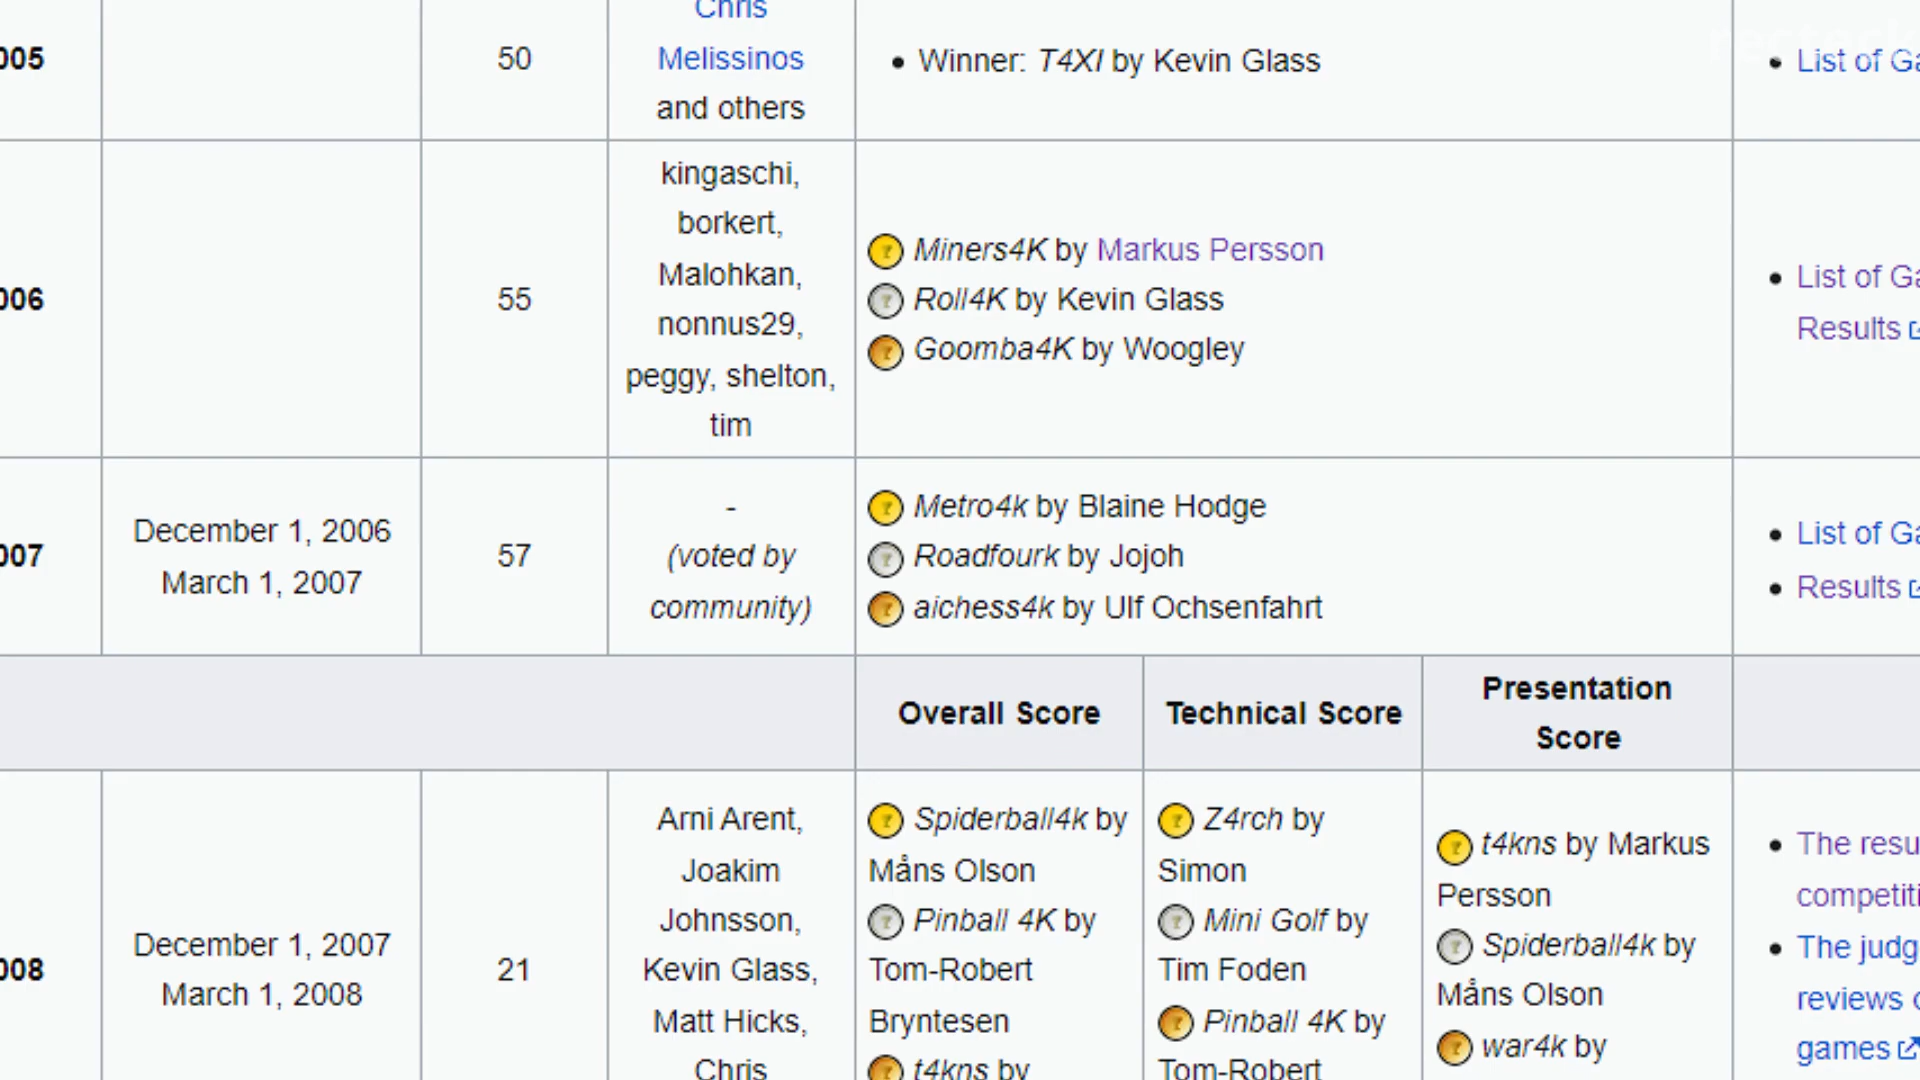 005
50
Chris
Melissinos
and others
Winner: T4XI by Kevin Glass
List of Ga
006
55
kingaschi,
borkert,
Malohkan,
nonnus29,
peggy, shelton,
tim
Miners4K by Markus Persson
Roll4K by Kevin Glass
Goomba4K by Woogley
List of Ga
Results
007
December 1, 2006
March 1, 2007
57
-
(voted by
community)
Metro4k by Blaine Hodge
Roadfourk by Jojoh
aichess4k by Ulf Ochsenfahrt
List of Ga
Results
Overall Score
Technical Score
Presentation
Score
008
December 1, 2007
March 1, 2008
21
Arni Arent,
Joakim
Johnsson,
Kevin Glass,
Matt Hicks,
Chris
Spiderball4k by
Måns Olson
Pinball 4K by
Tom-Robert
Bryntesen
t4kns by
Z4rch by
Simon
Mini Golf by
Tim Foden
Pinball 4K by
Tom-Robert
t4kns by Markus
Persson
Spiderball4k by
Måns Olson
war4k by
The resu
competiti
The judg
reviews o
games